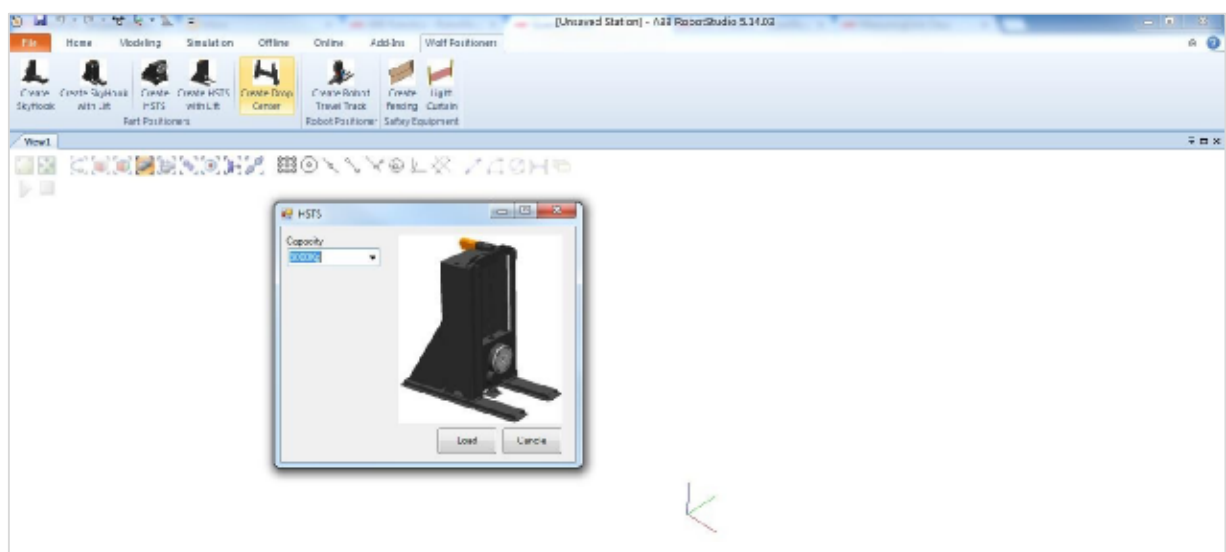 [Unsaved Station] - ABB RobotStudio 5.14.03
File Home Modeling Simulation Offline Online Add-Ins Wolf Positioners
Create SkyHook
Create SkyHook with Lift
Create HSTS
Create HSTS with Lift
Create Drop Center
Create Robot Travel Track
Create Fencing
Light Curtain
Part Positioners
Robot Positioner
Safety Equipment
View1
HSTS
Capacity
Load
Cancle